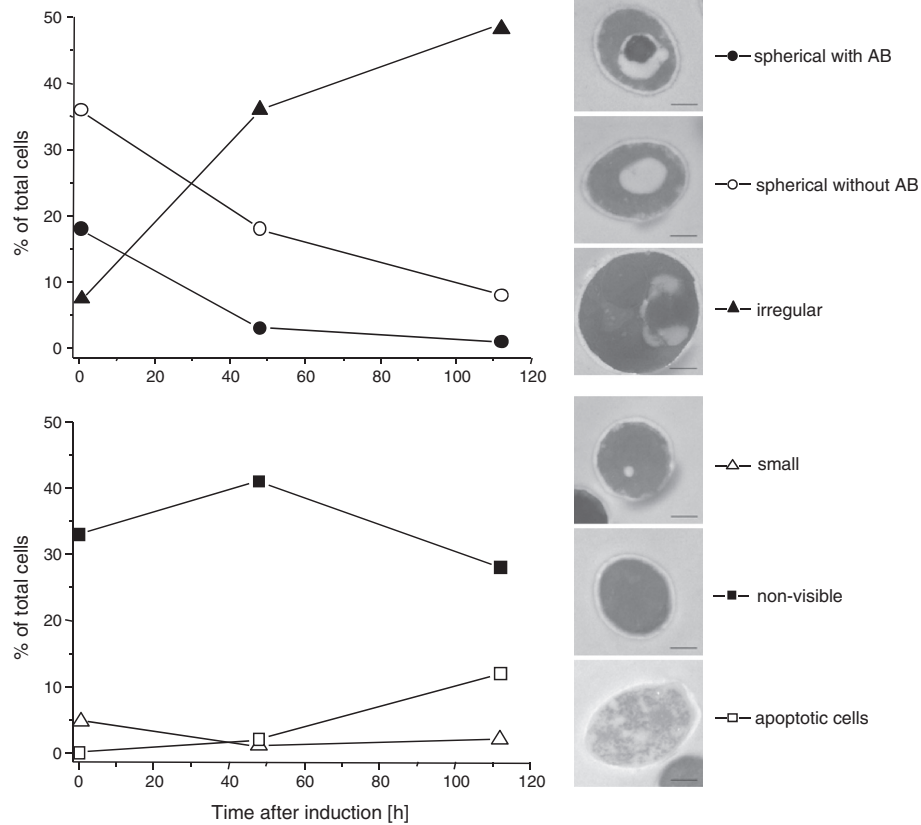 50
40
30
20
10
0
% of total cells
0 20 40 60 80 100 120
spherical with AB
spherical without AB
irregular
50
40
30
20
10
0
% of total cells
0 20 40 60 80 100 120
Time after induction [h]
small
non-visible
apoptotic cells